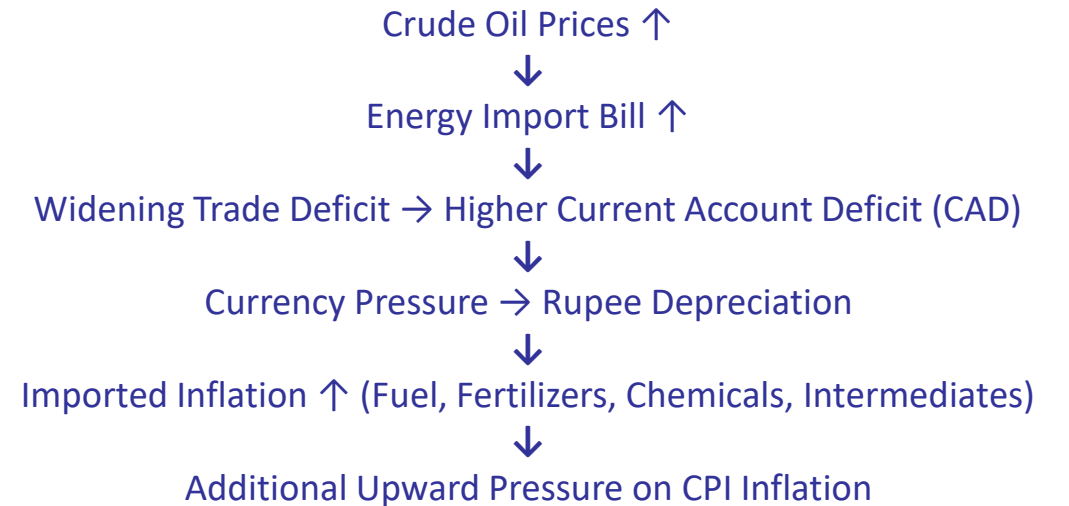 Crude Oil Prices ↑
↓
Energy Import Bill ↑
↓
Widening Trade Deficit → Higher Current Account Deficit (CAD)
↓
Currency Pressure → Rupee Depreciation
↓
Imported Inflation ↑ (Fuel, Fertilizers, Chemicals, Intermediates)
↓
Additional Upward Pressure on CPI Inflation